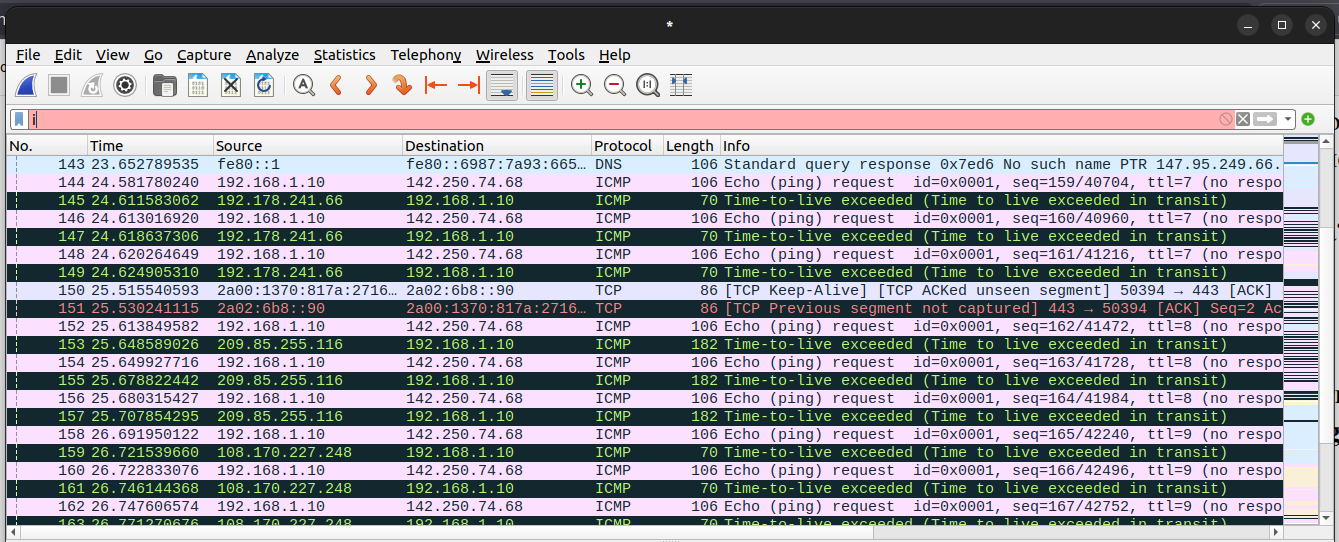 *
File Edit View Go Capture Analyze Statistics Telephony Wireless Tools Help
i
No. Time Source Destination Protocol Length Info
143 23.652789535 fe80::1 fe80::6987:7a93:665… DNS 106 Standard query response 0x7ed6 No such name PTR 147.95.249.66.
144 24.581780240 192.168.1.10 142.250.74.68 ICMP 106 Echo (ping) request id=0x0001, seq=159/40704, ttl=7 (no respo
145 24.611583062 192.178.241.66 192.168.1.10 ICMP 70 Time-to-live exceeded (Time to live exceeded in transit)
146 24.613016920 192.168.1.10 142.250.74.68 ICMP 106 Echo (ping) request id=0x0001, seq=160/40960, ttl=7 (no respo
147 24.618637306 192.178.241.66 192.168.1.10 ICMP 70 Time-to-live exceeded (Time to live exceeded in transit)
148 24.620264649 192.168.1.10 142.250.74.68 ICMP 106 Echo (ping) request id=0x0001, seq=161/41216, ttl=7 (no respo
149 24.624905310 192.178.241.66 192.168.1.10 ICMP 70 Time-to-live exceeded (Time to live exceeded in transit)
150 25.515540593 2a00:1370:817a:2716… 2a02:6b8::90 TCP 86 [TCP Keep-Alive] [TCP ACKed unseen segment] 50394 → 443 [ACK]
151 25.530241115 2a02:6b8::90 2a00:1370:817a:2716… TCP 86 [TCP Previous segment not captured] 443 → 50394 [ACK] Seq=2 Ac
152 25.613849582 192.168.1.10 142.250.74.68 ICMP 106 Echo (ping) request id=0x0001, seq=162/41472, ttl=8 (no respo
153 25.648589026 209.85.255.116 192.168.1.10 ICMP 182 Time-to-live exceeded (Time to live exceeded in transit)
154 25.649927716 192.168.1.10 142.250.74.68 ICMP 106 Echo (ping) request id=0x0001, seq=163/41728, ttl=8 (no respo
155 25.678822442 209.85.255.116 192.168.1.10 ICMP 182 Time-to-live exceeded (Time to live exceeded in transit)
156 25.680315427 192.168.1.10 142.250.74.68 ICMP 106 Echo (ping) request id=0x0001, seq=164/41984, ttl=8 (no respo
157 25.707854295 209.85.255.116 192.168.1.10 ICMP 182 Time-to-live exceeded (Time to live exceeded in transit)
158 26.691950122 192.168.1.10 142.250.74.68 ICMP 106 Echo (ping) request id=0x0001, seq=165/42240, ttl=9 (no respo
159 26.721539660 108.170.227.248 192.168.1.10 ICMP 70 Time-to-live exceeded (Time to live exceeded in transit)
160 26.722833076 192.168.1.10 142.250.74.68 ICMP 106 Echo (ping) request id=0x0001, seq=166/42496, ttl=9 (no respo
161 26.746144368 108.170.227.248 192.168.1.10 ICMP 70 Time-to-live exceeded (Time to live exceeded in transit)
162 26.747606574 192.168.1.10 142.250.74.68 ICMP 106 Echo (ping) request id=0x0001, seq=167/42752, ttl=9 (no respo
163 26.771270676 108.170.227.248 192.168.1.10 ICMP 70 Time-to-live exceeded (Time to live exceeded in transit)